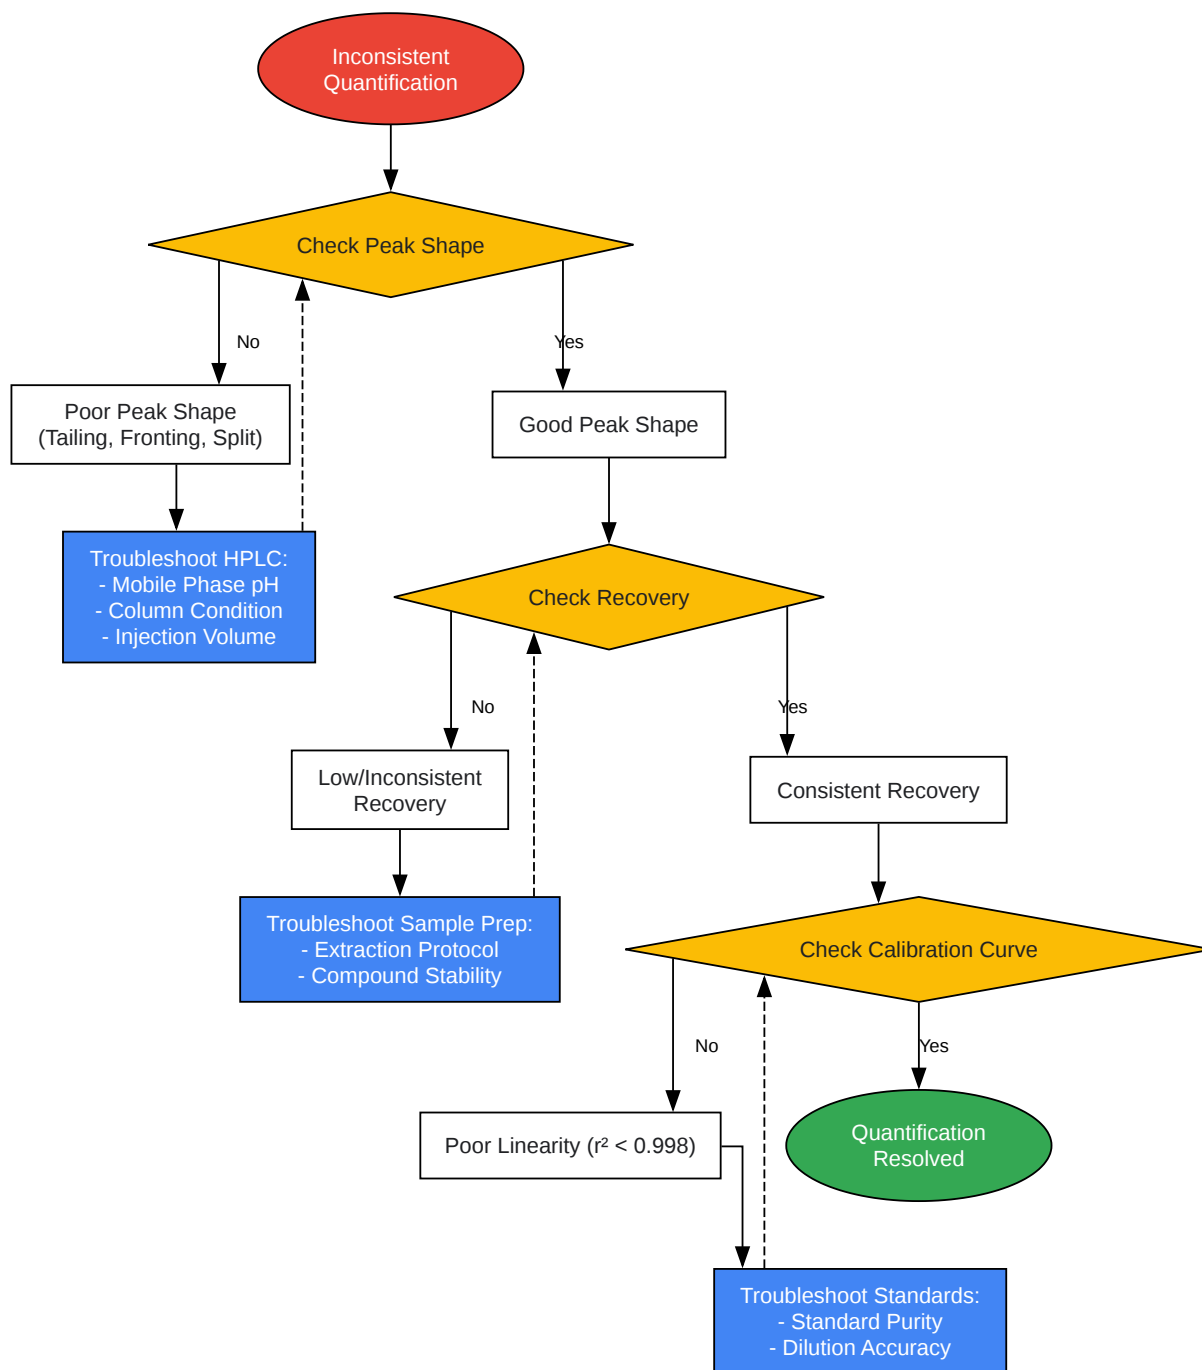 Inconsistent
Quantification
Check Peak Shape
No
Yes
Poor Peak Shape
(Tailing, Fronting, Split)
Good Peak Shape
Troubleshoot HPLC:
- Mobile Phase pH
- Column Condition
- Injection Volume
Check Recovery
No
Yes
Low/Inconsistent
Recovery
Consistent Recovery
Troubleshoot Sample Prep:
- Extraction Protocol
- Compound Stability
Check Calibration Curve
No
Yes
Poor Linearity (r² < 0.998)
Quantification
Resolved
Troubleshoot Standards:
- Standard Purity
- Dilution Accuracy